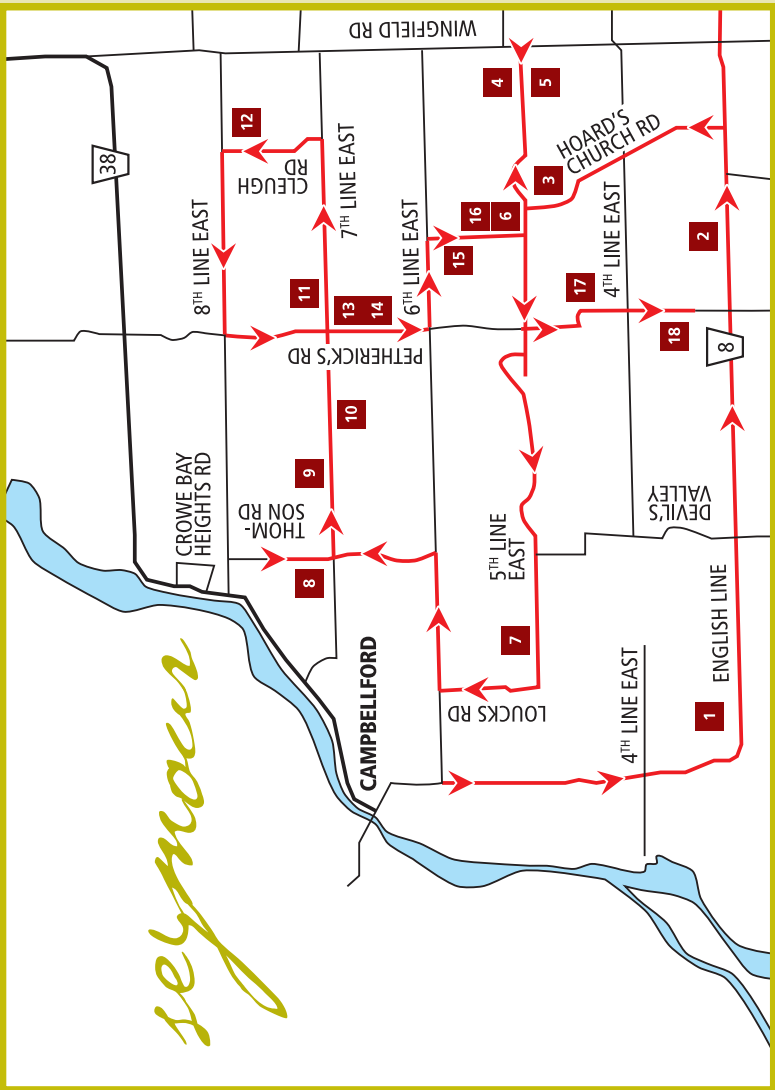 WINGFIELD RD
38
12
CLEUGH
RD
4
5
HOARD'S
CHURCH RD
3
7TH LINE EAST
8TH LINE EAST
6TH LINE EAST
16
6
15
4TH LINE EAST
2
11
13
14
17
PETHERICK'S RD
18
8
10
9
CROWE BAY
HEIGHTS RD
THOM-
SON RD
DEVIL'S
VALLEY
5TH LINE
EAST
8
7
ENGLISH LINE
seymour
CAMPBELLFORD
LOUCKS RD
4TH LINE EAST
1